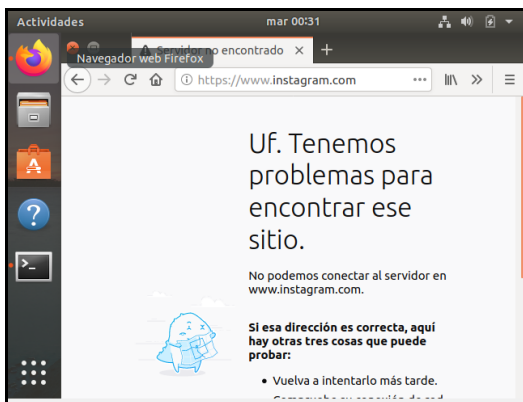 Actividades
mar 00:31
Servidor no encontrado
Navegador web Firefox
https://www.instagram.com
Uf. Tenemos
problemas para
encontrar ese
sitio.
No podemos conectar al servidor en
www.instagram.com.
Si esa dirección es correcta, aquí
hay otras tres cosas que puede
probar:
• Vuelva a intentarlo más tarde.